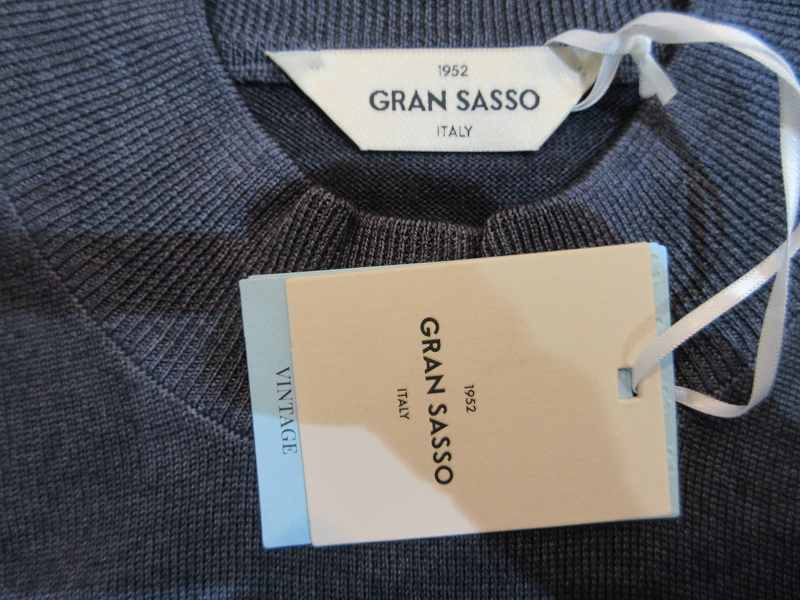 1952
GRAN SASSO
ITALY
1952
GRAN SASSO
ITALY
VINTAGE